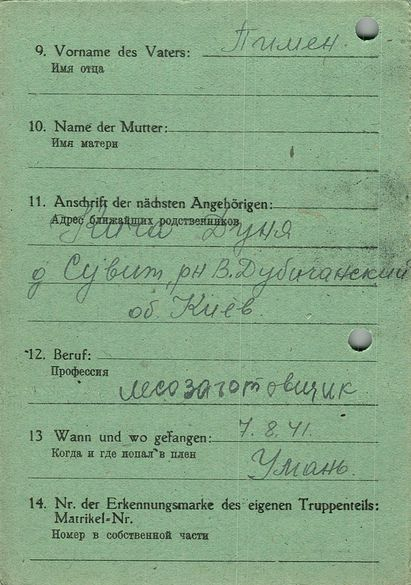 9. Vorname des Vaters: Пимен.
Имя отца
10. Name der Mutter:
Имя матери
11. Anschrift der nächsten Angehörigen:
Адрес ближайших родственников
Дуня
д Сувит, рн В. Дубичанский
об. Киев.
12. Beruf:
Профессия
лесозаготовщик
13 Wann und wo gefangen: 7. 8. 41.
Когда и где попал в плен
Умань.
14. Nr. der Erkennungsmarke des eigenen Truppenteils:
Matrikel-Nr.
Номер в собственной части